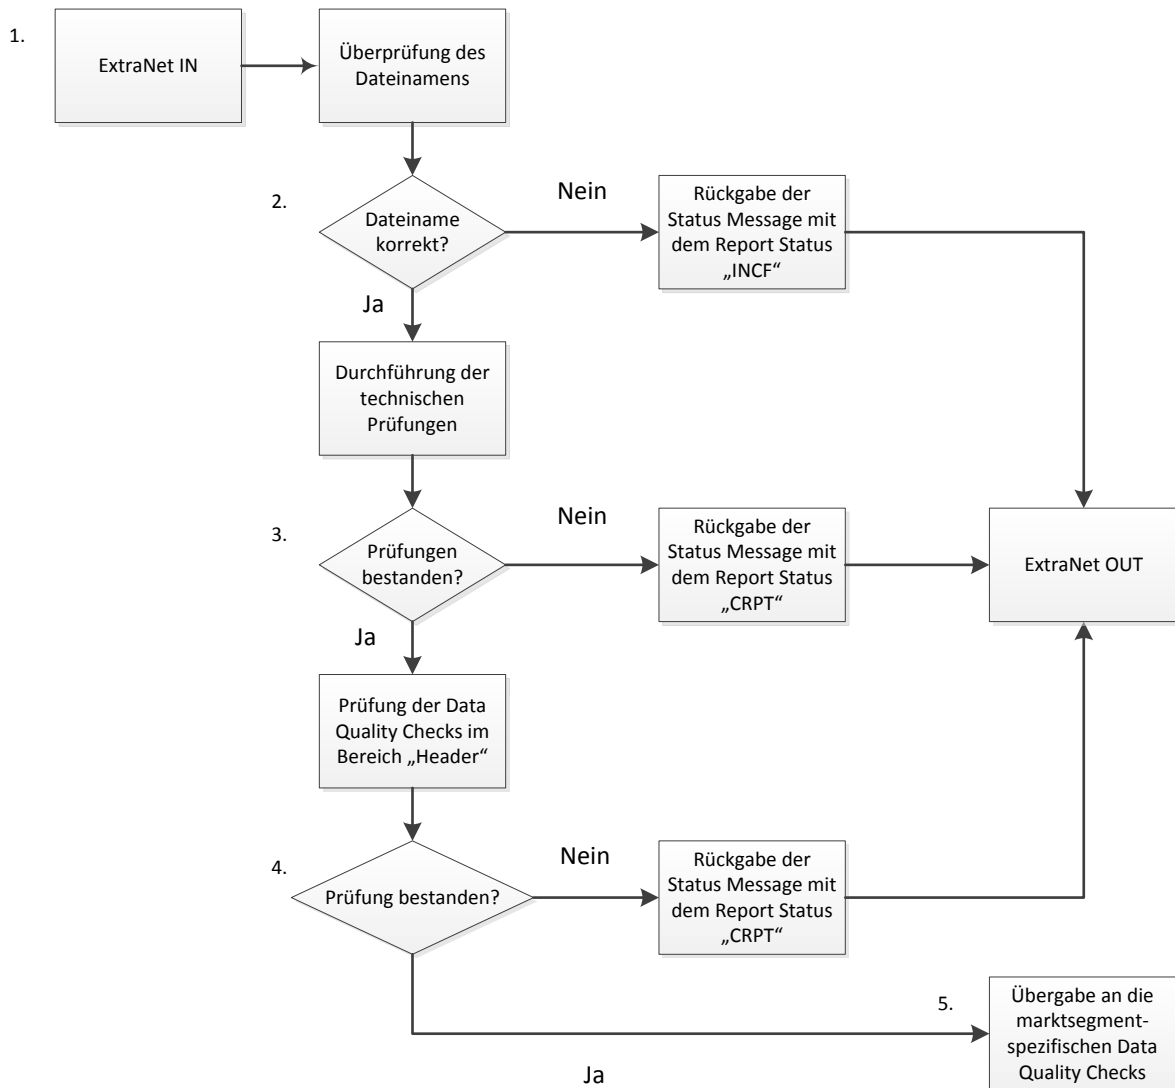 1.
ExtraNet IN
Überprüfung des
Dateinamens
2.
Dateiname
korrekt?
Nein
Rückgabe der
Status Message mit
dem Report Status
„INCF“
Ja
Durchführung der
technischen
Prüfungen
3.
Prüfungen
bestanden?
Nein
Rückgabe der
Status Message mit
dem Report Status
„CRPT“
ExtraNet OUT
Ja
Prüfung der Data
Quality Checks im
Bereich „Header“
4.
Prüfung bestanden?
Nein
Rückgabe der
Status Message mit
dem Report Status
„CRPT“
5.
Übergabe an die
marktsegment-
spezifischen Data
Quality Checks
Ja